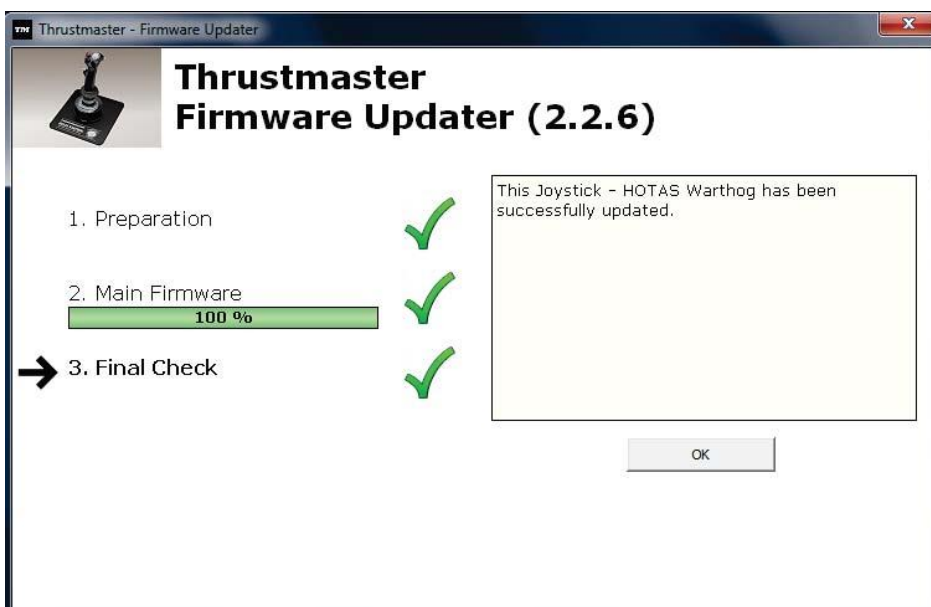 TM Thrustmaster - Firmware Updater
X
Thrustmaster
Firmware Updater (2.2.6)
1. Preparation
2. Main Firmware
100 %
3. Final Check
This Joystick - HOTAS Warthog has been
successfully updated.
OK